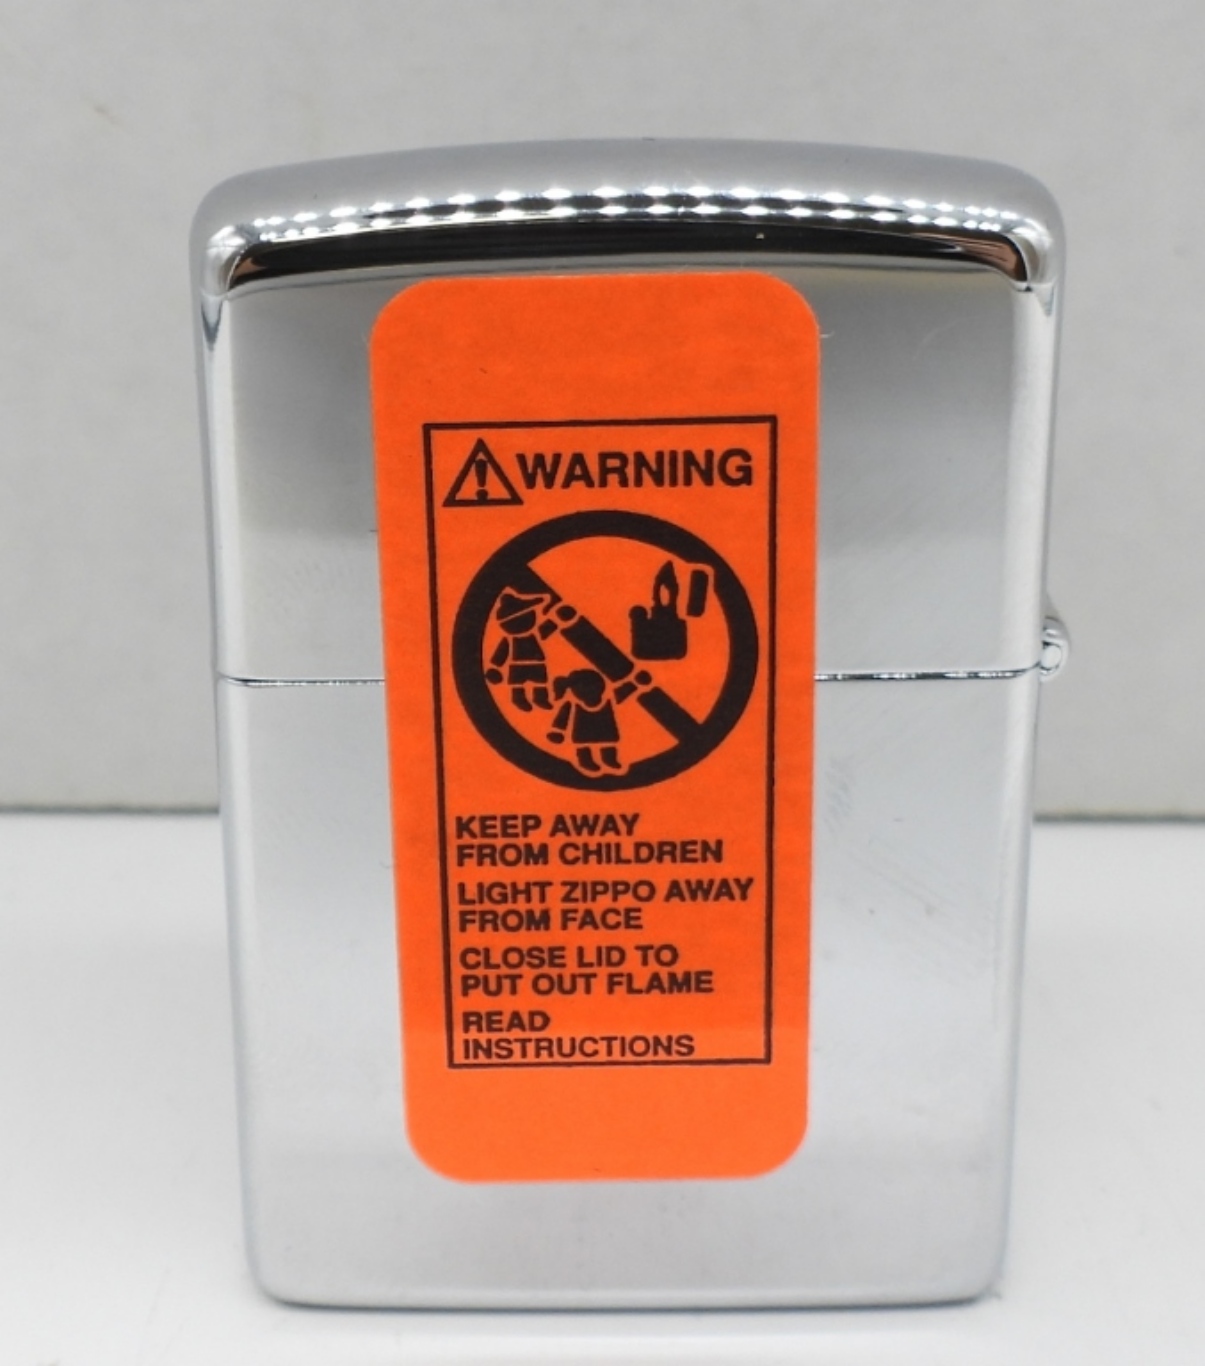 WARNING
KEEP AWAY
FROM CHILDREN
LIGHT ZIPPO AWAY
FROM FACE
CLOSE LID TO
PUT OUT FLAME
READ
INSTRUCTIONS